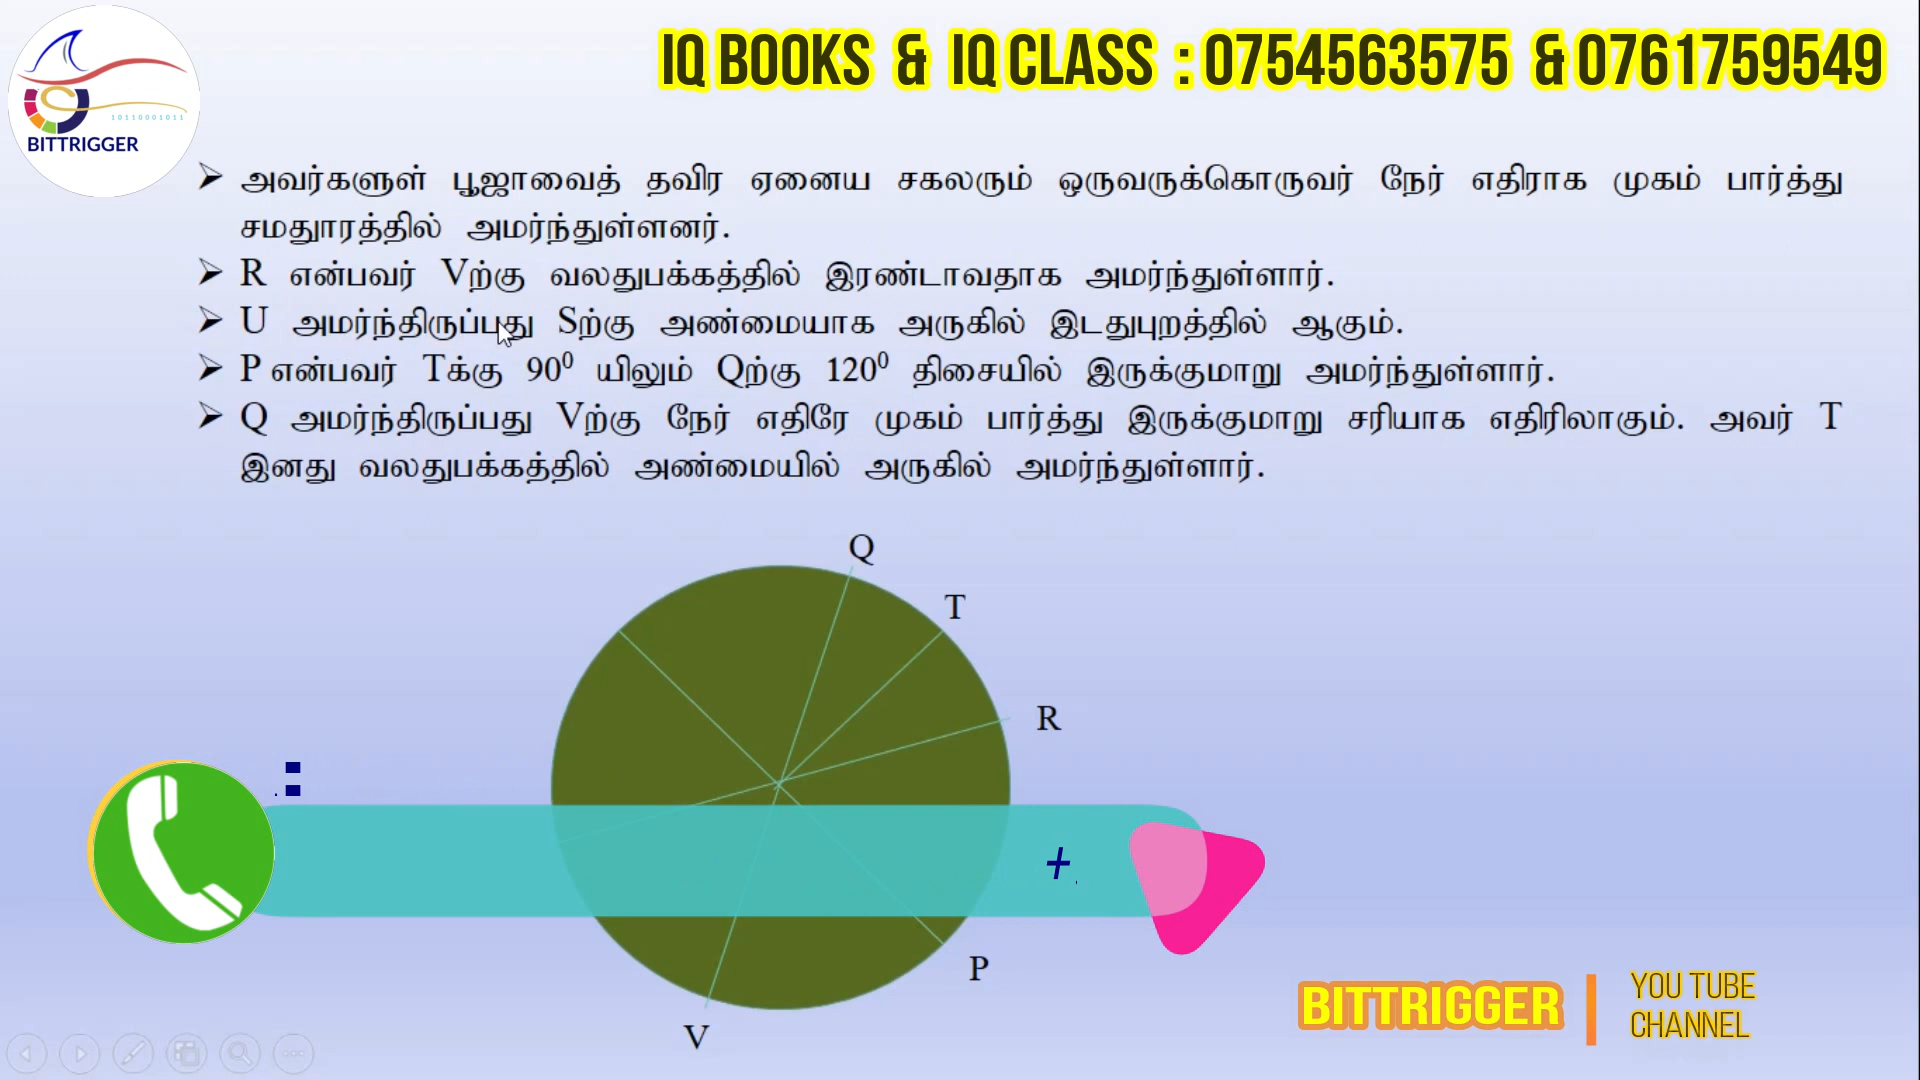 IQ BOOKS & IQ CLASS : 0754563575 & 0761759549
10110001011
BITTRIGGER
➢ அவர்களுள் பூஜாவைத் தவிர ஏனைய சகலரும் ஒருவருக்கொருவர் நேர் எதிராக முகம் பார்த்து
சமதூரத்தில் அமர்ந்துள்ளனர்.
➢ R என்பவர் Vற்கு வலதுபக்கத்தில் இரண்டாவதாக அமர்ந்துள்ளார்.
➢ U அமர்ந்திருப்பது Sற்கு அண்மையாக அருகில் இடதுபுறத்தில் ஆகும்.
➢ P என்பவர் Tக்கு 90⁰ யிலும் Qற்கு 120⁰ திசையில் இருக்குமாறு அமர்ந்துள்ளார்.
➢ Q அமர்ந்திருப்பது Vற்கு நேர் எதிரே முகம் பார்த்து இருக்குமாறு சரியாக எதிரிலாகும். அவர் T
இனது வலதுபக்கத்தில் அண்மையில் அருகில் அமர்ந்துள்ளார்.
Q
T
R
:
+
P
V
BITTRIGGER
YOU TUBE
CHANNEL